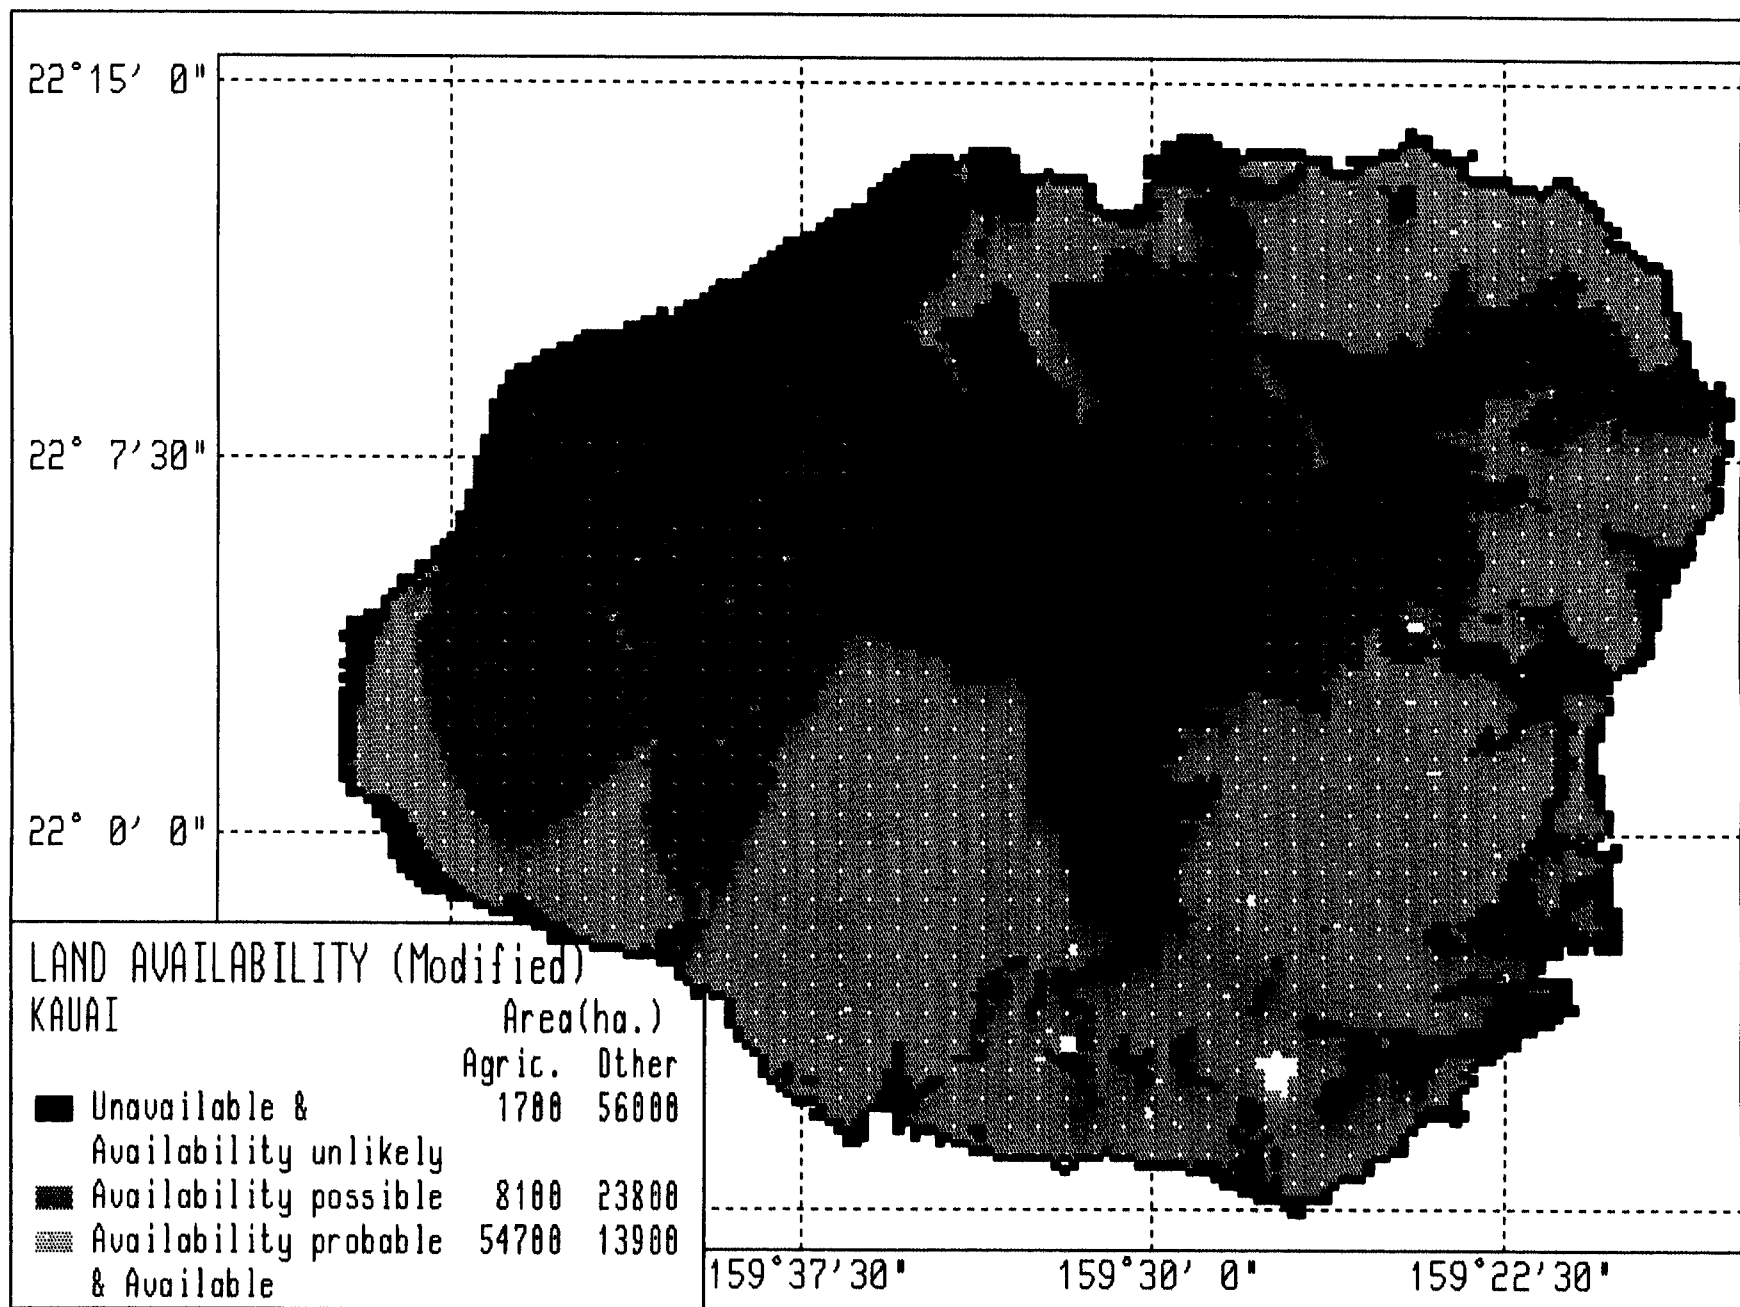 22°15' 0"
22° 7'30"
22° 0' 0"
LAND AVAILABILITY (Modified)
KAUAI Area(ha.)
Agric. Other
Unavailable & 1700 56000
Availability unlikely
Availability possible 8100 23800
Availability probable 54700 13900
& Available
159°37'30" 159°30' 0" 159°22'30"